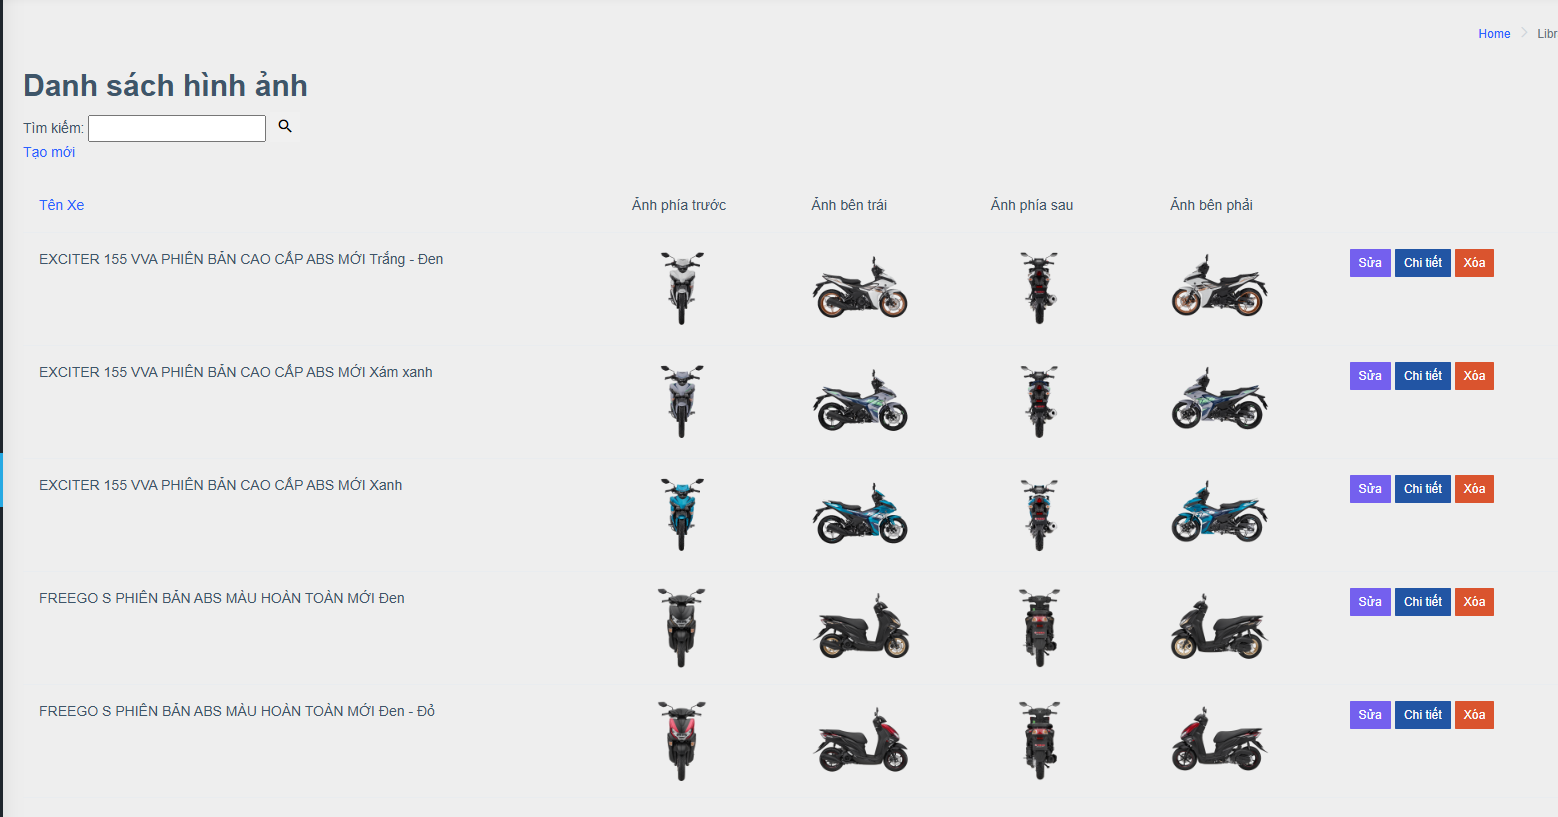 Home > Libr
Danh sách hình ảnh
Tìm kiếm:
Tạo mới
Tên Xe Ảnh phía trước Ảnh bên trái Ảnh phía sau Ảnh bên phải
EXCITER 155 VVA PHIÊN BẢN CAO CẤP ABS MỚI Trắng - Đen Sửa Chi tiết Xóa
EXCITER 155 VVA PHIÊN BẢN CAO CẤP ABS MỚI Xám xanh Sửa Chi tiết Xóa
EXCITER 155 VVA PHIÊN BẢN CAO CẤP ABS MỚI Xanh Sửa Chi tiết Xóa
FREEGO S PHIÊN BẢN ABS MÀU HOÀN TOÀN MỚI Đen Sửa Chi tiết Xóa
FREEGO S PHIÊN BẢN ABS MÀU HOÀN TOÀN MỚI Đen - Đỏ Sửa Chi tiết Xóa